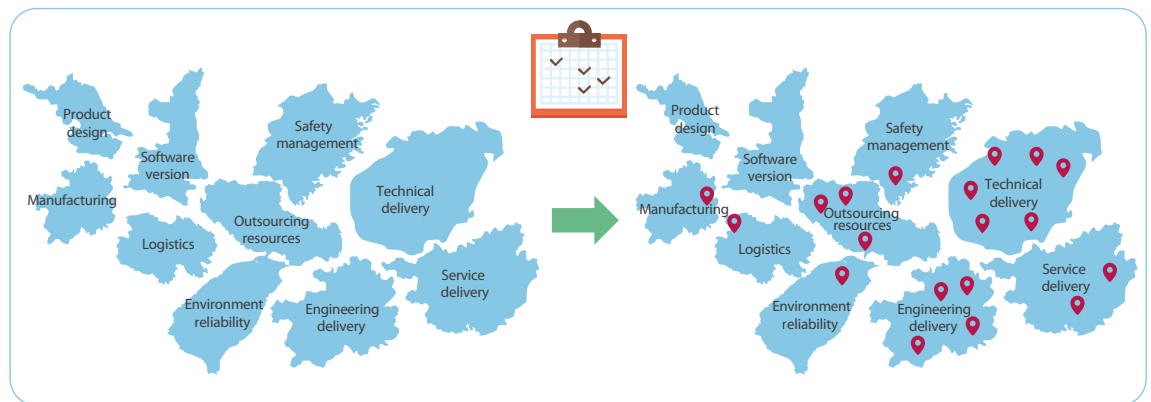 Product
design
Software
version
Safety
management
Manufacturing
Technical
delivery
Logistics
Outsourcing
resources
Service
delivery
Environment
reliability
Engineering
delivery
Product
design
Software
version
Safety
management
Manufacturing
Technical
delivery
Logistics
Outsourcing
resources
Service
delivery
Environment
reliability
Engineering
delivery